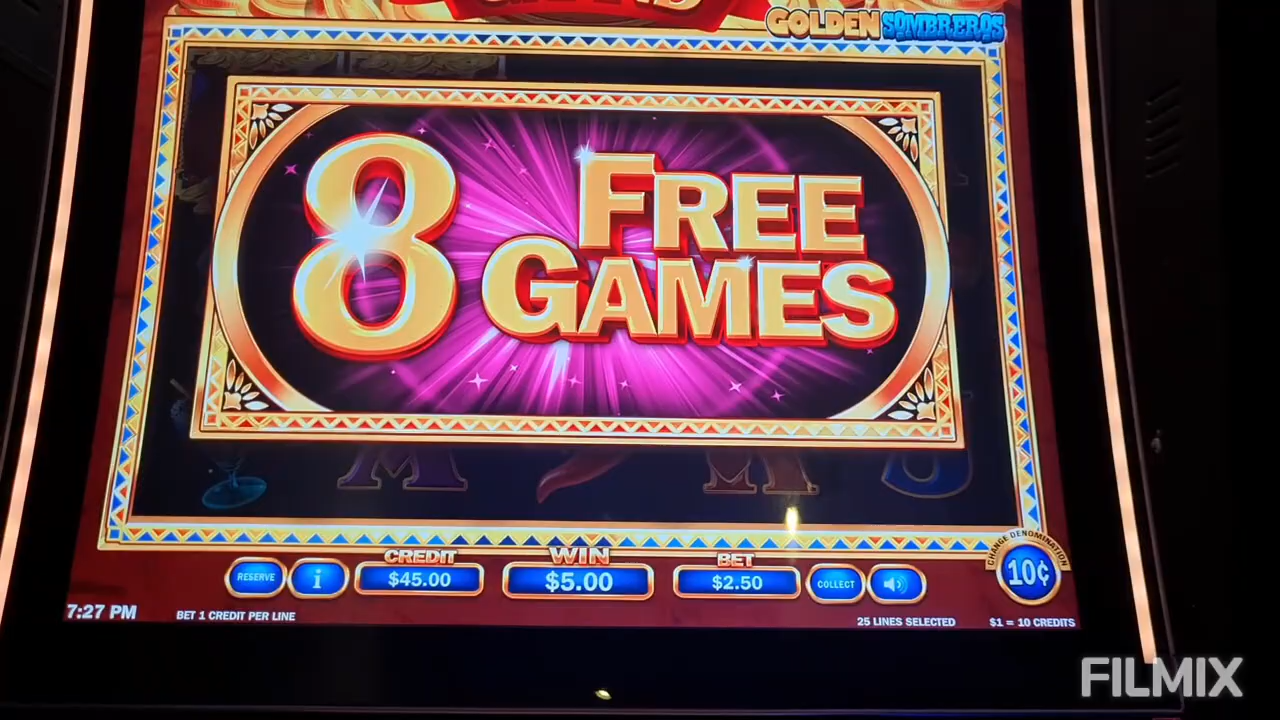 GOLDEN SOMBREROS
8 FREE
GAMES
CREDIT WIN BET
RESERVE i $45.00 $5.00 $2.50 COLLECT
CHANGE DENOMINATION
10¢
7:27 PM BET 1 CREDIT PER LINE 25 LINES SELECTED $1 = 10 CREDITS
FILMIX